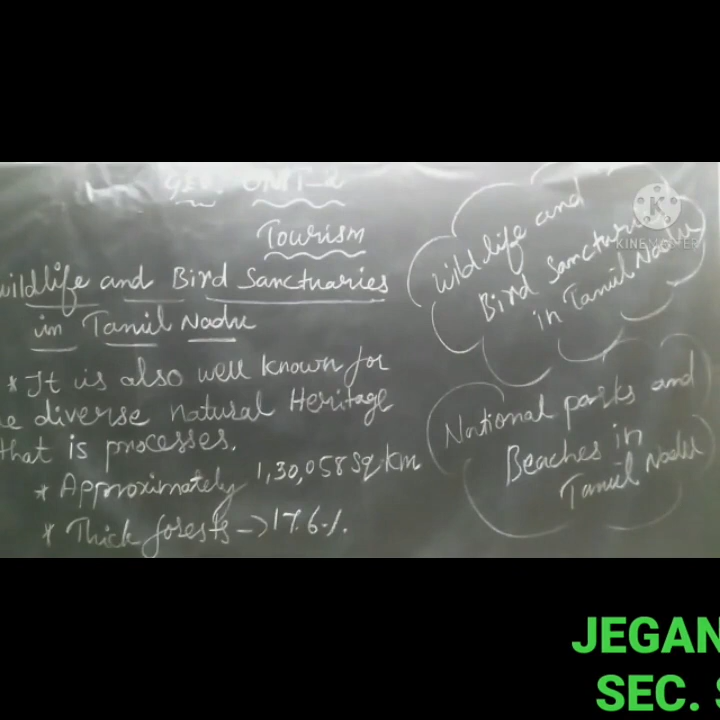 UNIT-2
Tourism
wildlife and Bird Sanctuaries
in Tamil Nadu
* It is also well known for
e diverse natural Heritage
that is processes.
* Approximately 1,30,058 sq km
* Thick forests -> 17.6%.
Wild life and
Bird Sanctuaries
in Tamil Nadu
National parks and
Beaches in
Tamil Nadu
K
KINEMASTER
JEGAN
SEC. S